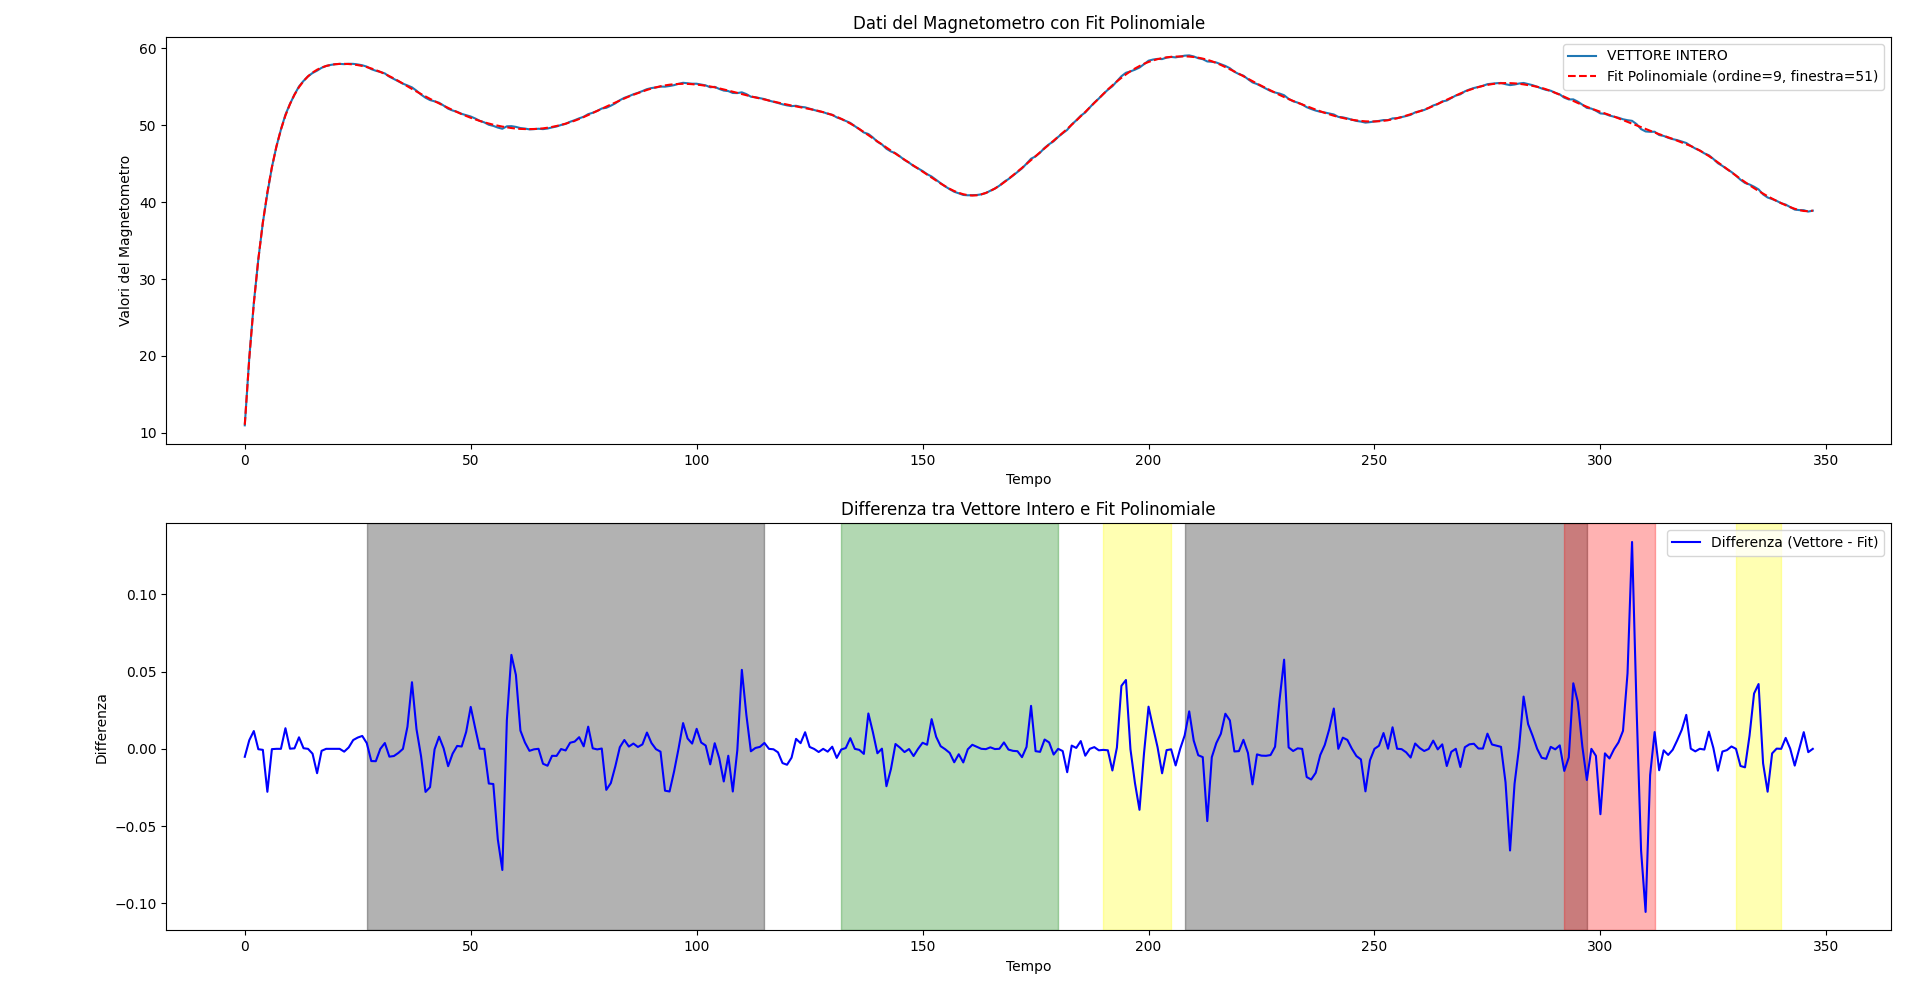 Dati del Magnetometro con Fit Polinomiale
60
50
40
30
20
10
Valori del Magnetometro
VETTORE INTERO
Fit Polinomiale (ordine=9, finestra=51)
0 50 100 150 200 250 300 350
Tempo
Differenza tra Vettore Intero e Fit Polinomiale
0.10
0.05
0.00
−0.05
−0.10
Differenza
Differenza (Vettore - Fit)
0 50 100 150 200 250 300 350
Tempo